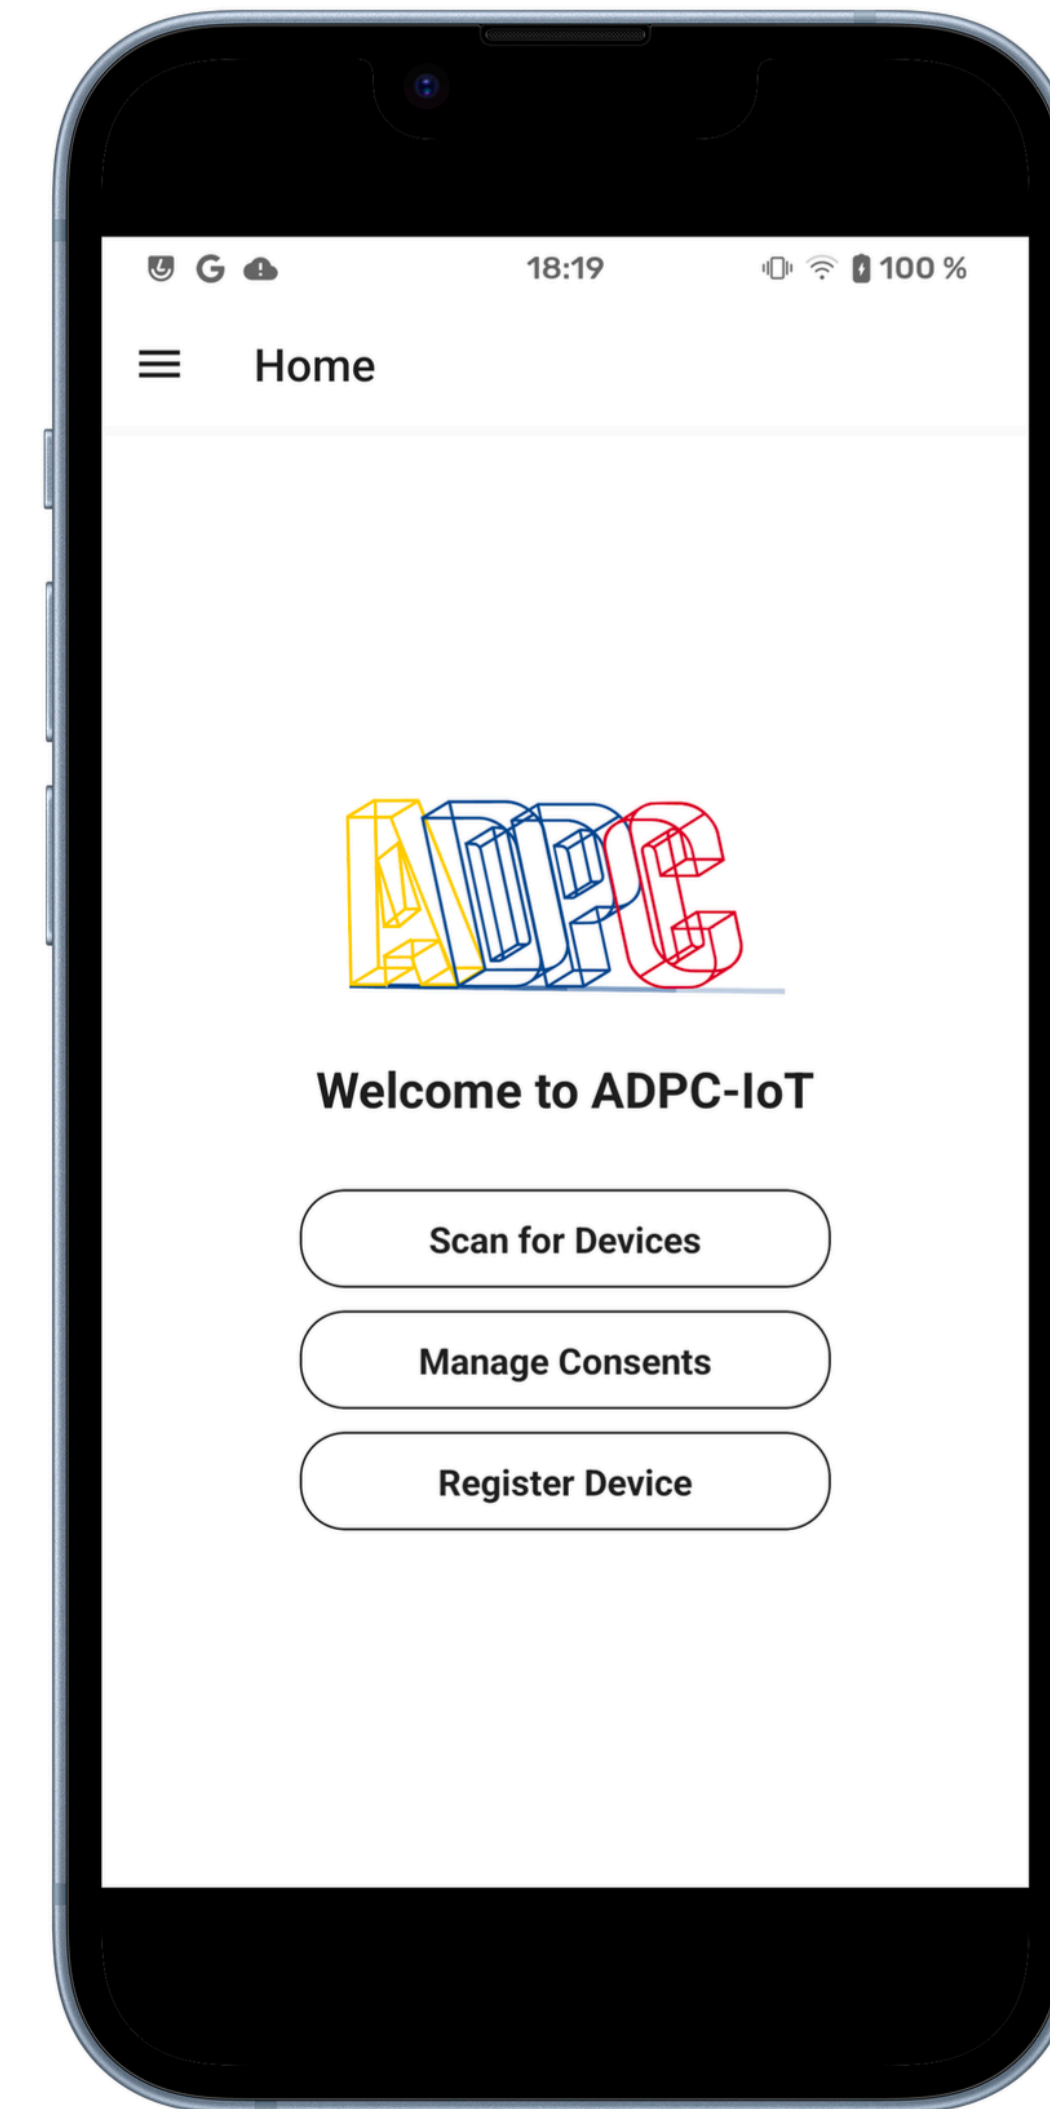 18:19
100 %
Home
ADPC
Welcome to ADPC-IoT
Scan for Devices
Manage Consents
Register Device